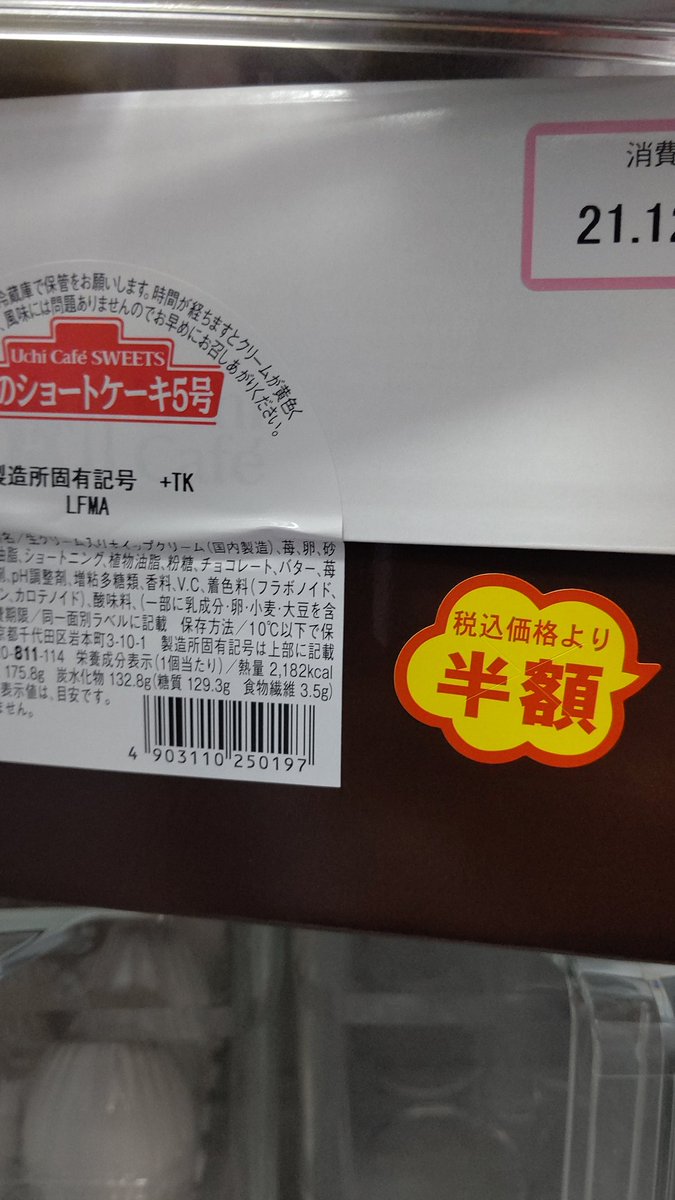 消費
21.12
冷蔵庫で保管をお願いします。時間が経ちますとクリームが黄色く
風味には問題ありませんのでお早めにお召しあがりください。
Uchi Café SWEETS
のショートケーキ5号
製造所固有記号 +TK
LFMA
クリーム(国内製造)、苺、卵、砂
油脂、ショートニング、植物油脂、粉糖、チョコレート、バター、苺
剤、pH調整剤、増粘多糖類、香料、V.C、着色料(フラボノイド、
ン、カロテノイド)、酸味料、(一部に乳成分・卵・小麦・大豆を含
費期限/同一面別ラベルに記載 保存方法/10℃以下で保
京都千代田区岩本町3-10-1 製造所固有記号は上部に記載
0-811-114 栄養成分表示(1個当たり)/熱量 2,182kcal
175.8g 炭水化物 132.8g(糖質 129.3g 食物繊維 3.5g)
表示値は、目安です。
ません。
4 903110 250197
税込価格より
半額